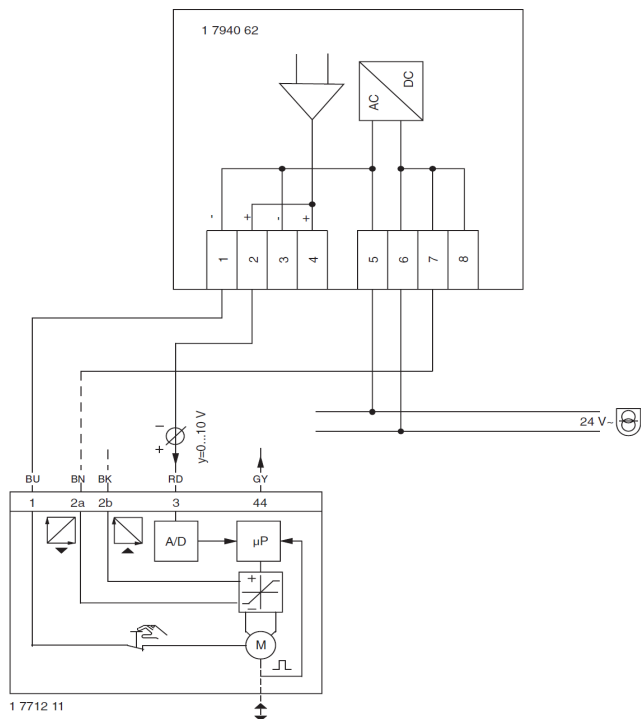 1 7940 62
AC
DC
- + - +
1 2 3 4 5 6 7 8
24 V~
−
+
y=0...10 V
BU BN BK RD GY
1 2a 2b 3 44
A/D
µP
+
−
M
1 7712 11